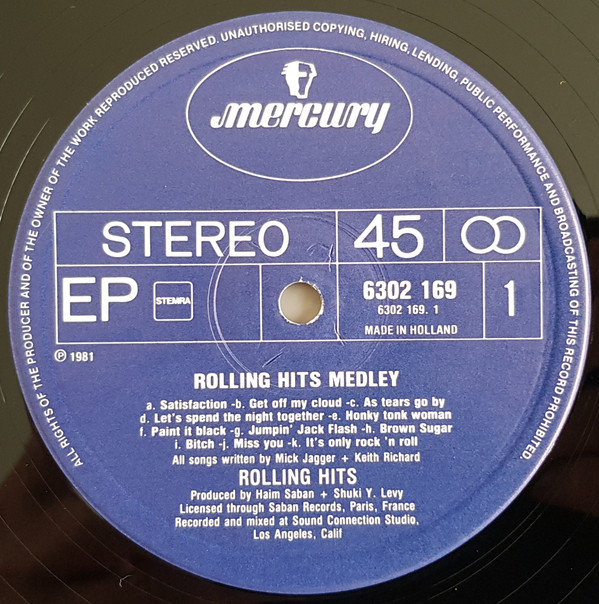 ALL RIGHTS OF THE PRODUCER AND OF THE OWNER OF THE WORK REPRODUCED RESERVED. UNAUTHORISED COPYING, HIRING, LENDING, PUBLIC PERFORMANCE AND BROADCASTING OF THIS RECORD PROHIBITED.
mercury
STEREO 45
EP STEMRA 6302 169 1
6302 169. 1
MADE IN HOLLAND
℗ 1981
ROLLING HITS MEDLEY
a. Satisfaction -b. Get off my cloud -c. As tears go by
d. Let's spend the night together -e. Honky tonk woman
f. Paint it black -g. Jumpin' Jack Flash -h. Brown Sugar
i. Bitch -j. Miss you -k. It's only rock 'n roll
All songs written by Mick Jagger + Keith Richard
ROLLING HITS
Produced by Haim Saban + Shuki Y. Levy
Licensed through Saban Records, Paris, France
Recorded and mixed at Sound Connection Studio,
Los Angeles, Calif